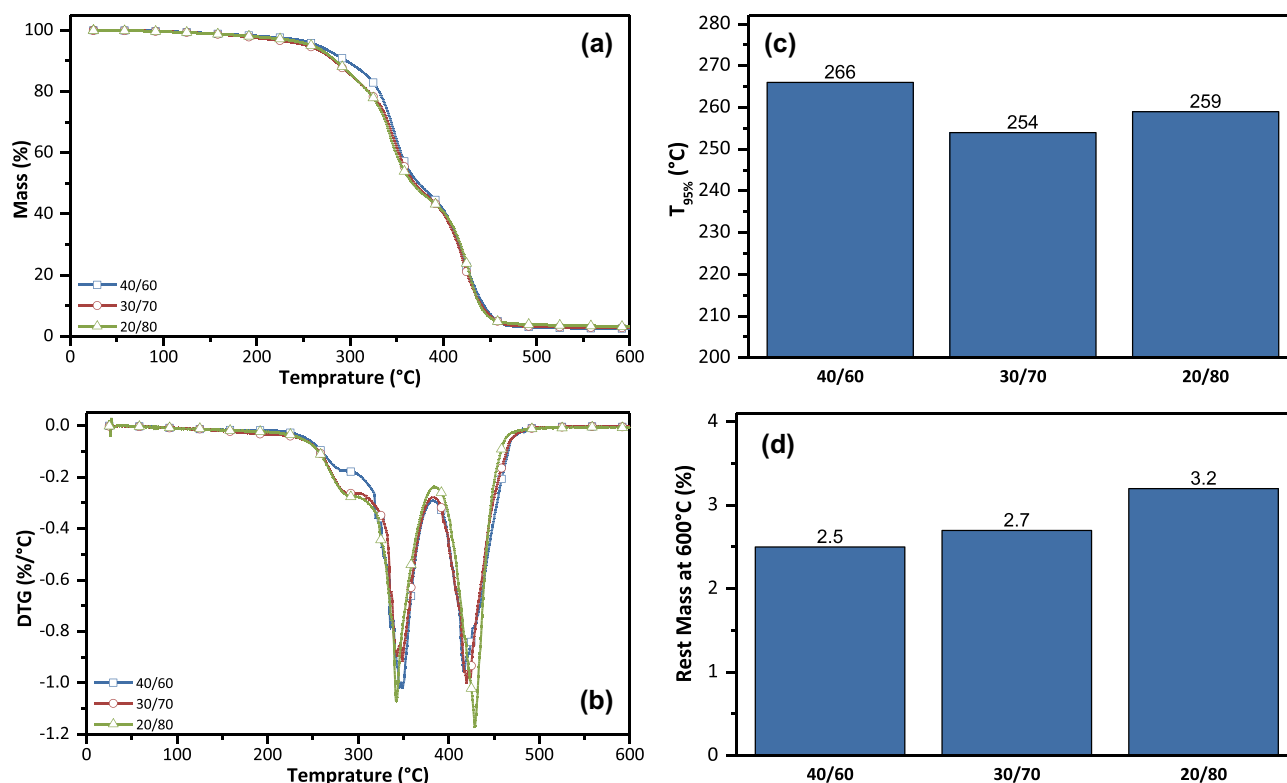 (a)
100
80
60
40
20
0
Mass (%)
40/60
30/70
20/80
0 100 200 300 400 500 600
Temprature (°C)
(c)
280
270
260
250
240
230
220
210
200
T95% (°C)
266
254
259
40/60 30/70 20/80
(b)
0.0
-0.2
-0.4
-0.6
-0.8
-1.0
-1.2
DTG (%/°C)
40/60
30/70
20/80
0 100 200 300 400 500 600
Temprature (°C)
(d)
4
3
2
1
0
Rest Mass at 600°C (%)
2.5
2.7
3.2
40/60 30/70 20/80